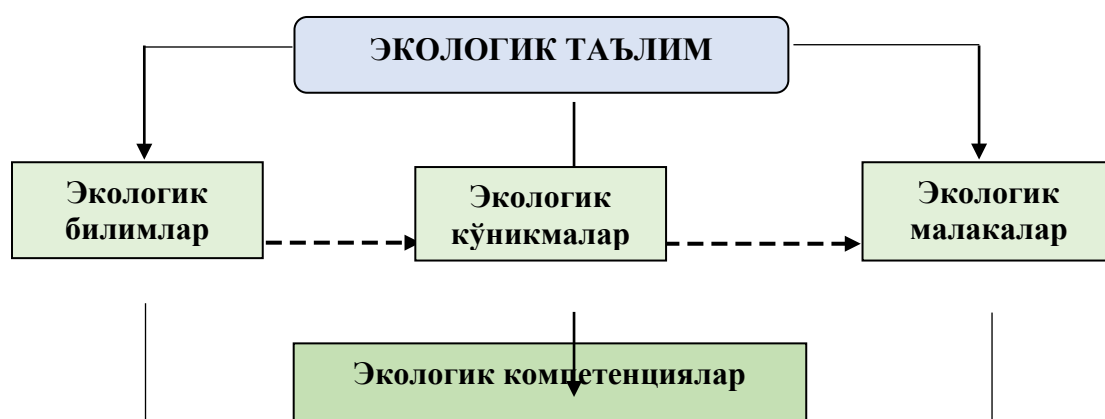 ЭКОЛОГИК ТАЪЛИМ
Экологик
билимлар
Экологик
кўникмалар
Экологик
малакалар
Экологик компетенциялар